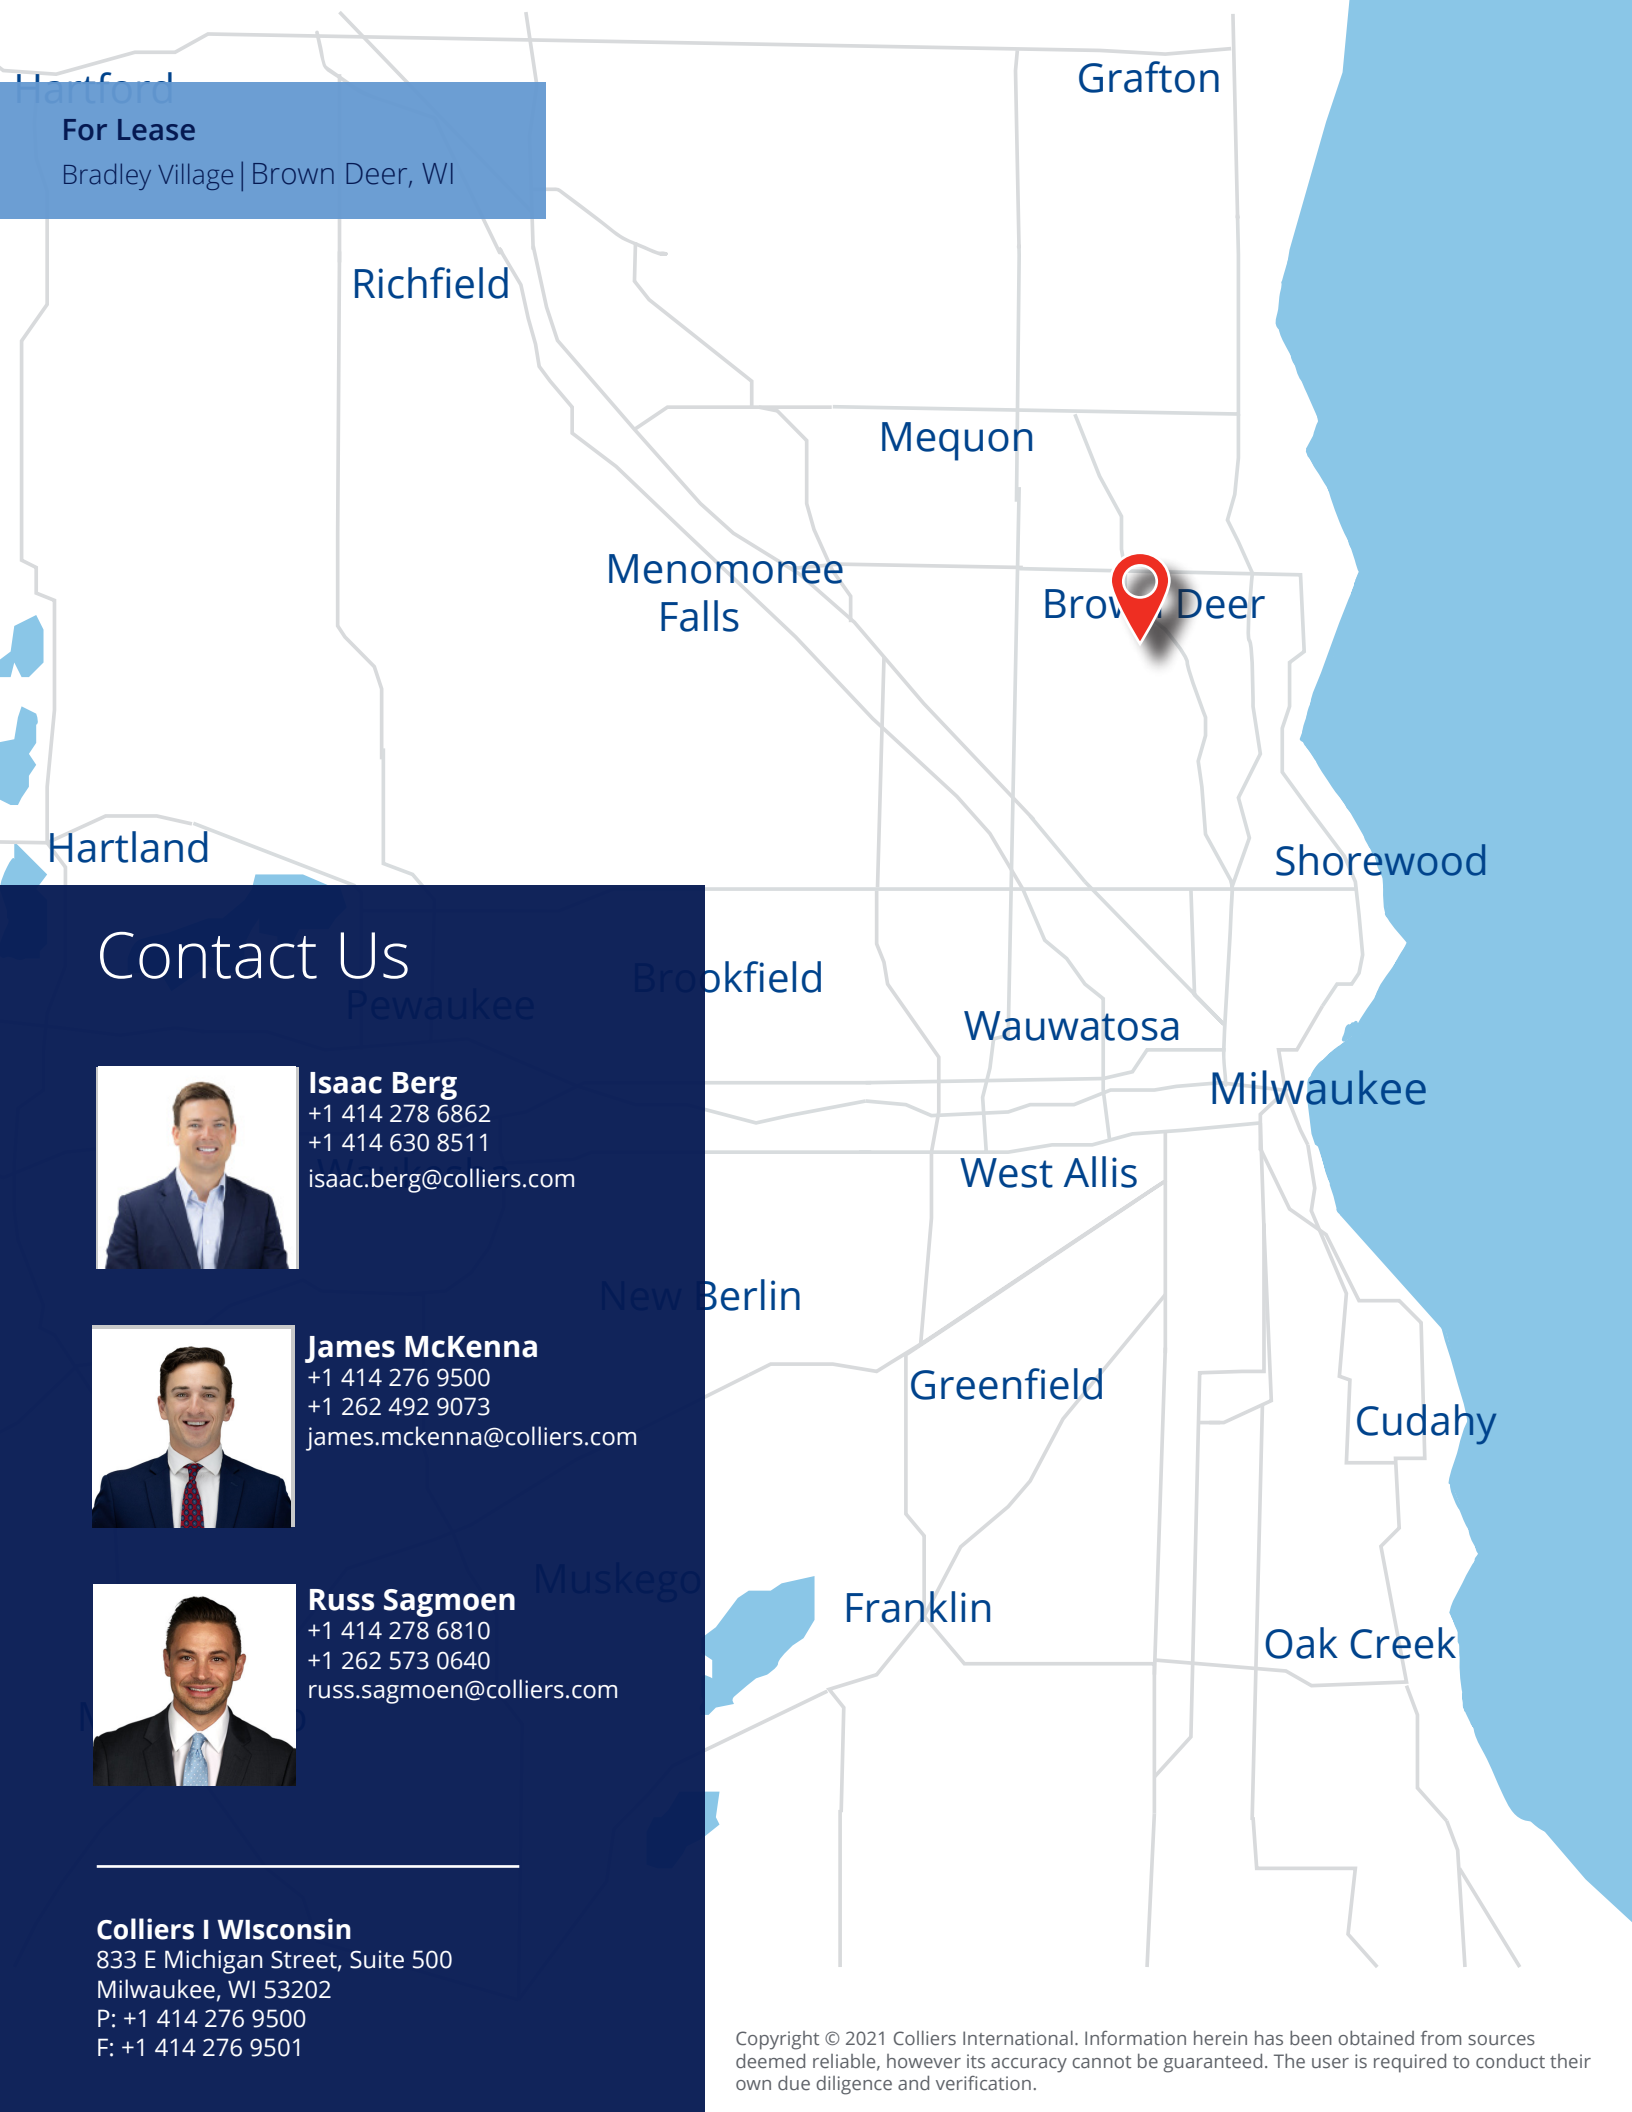 Hartford
Grafton
For Lease
Bradley Village|Brown Deer, WI
Richfield
Mequon
Menomonee
Falls
Deer
Hartland
Shorewood
Contact Us
Brookfield
Pewaukee
Wauwatosa
Milwaukee
Isaac Berg
+1 414 278 6862
+1 414 630 8511
isaac.berg@colliers.com
West Allis
New Berlin
James McKenna
+1 414 276 9500
+1 262 492 9073
james.mckenna@colliers.com
Greenfield
Cudahy
Muskego
Russ Sagmoen
+1 414 278 6810
+1 262 573 0640
russ.sagmoen@colliers.com
Franklin
Oak Creek
Colliers I WIsconsin
833 E Michigan Street, Suite 500
Milwaukee, WI 53202
P: +1 414 276 9500
F: +1 414 276 9501
Copyright © 2021 Colliers International. Information herein has been obtained from sources
deemed reliable, however its accuracy cannot be guaranteed. The user is required to conduct their
own due diligence and verification.